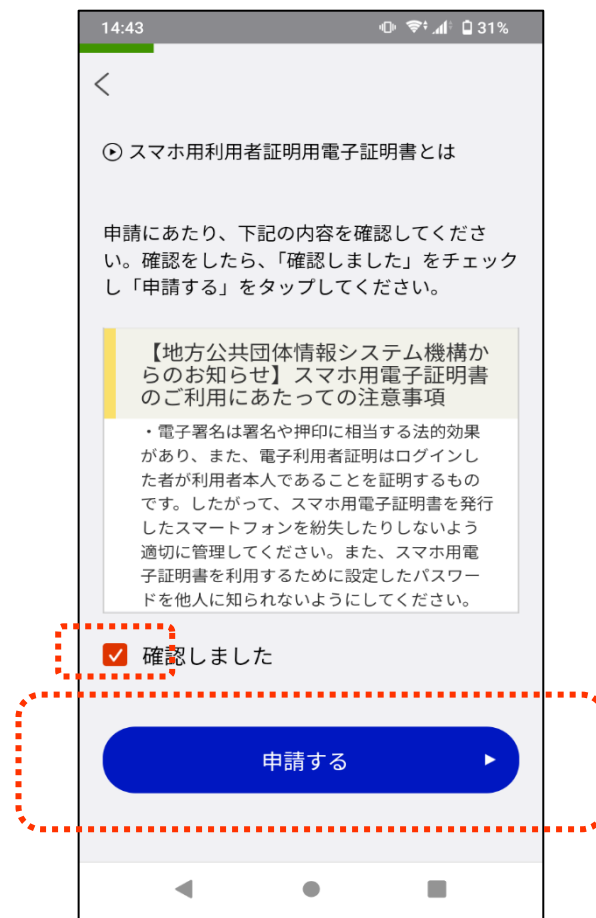 14:43 31%
スマホ用利用者証明用電子証明書とは
申請にあたり、下記の内容を確認してくださ
い。確認をしたら、「確認しました」をチェック
し「申請する」をタップしてください。
【地方公共団体情報システム機構か
らのお知らせ】スマホ用電子証明書
のご利用にあたっての注意事項
・電子署名は署名や押印に相当する法的効果
があり、また、電子利用者証明はログインし
た者が利用者本人であることを証明するもの
です。したがって、スマホ用電子証明書を発行
したスマートフォンを紛失したりしないよう
適切に管理してください。また、スマホ用電
子証明書を利用するために設定したパスワー
ドを他人に知られないようにしてください。
確認しました
申請する